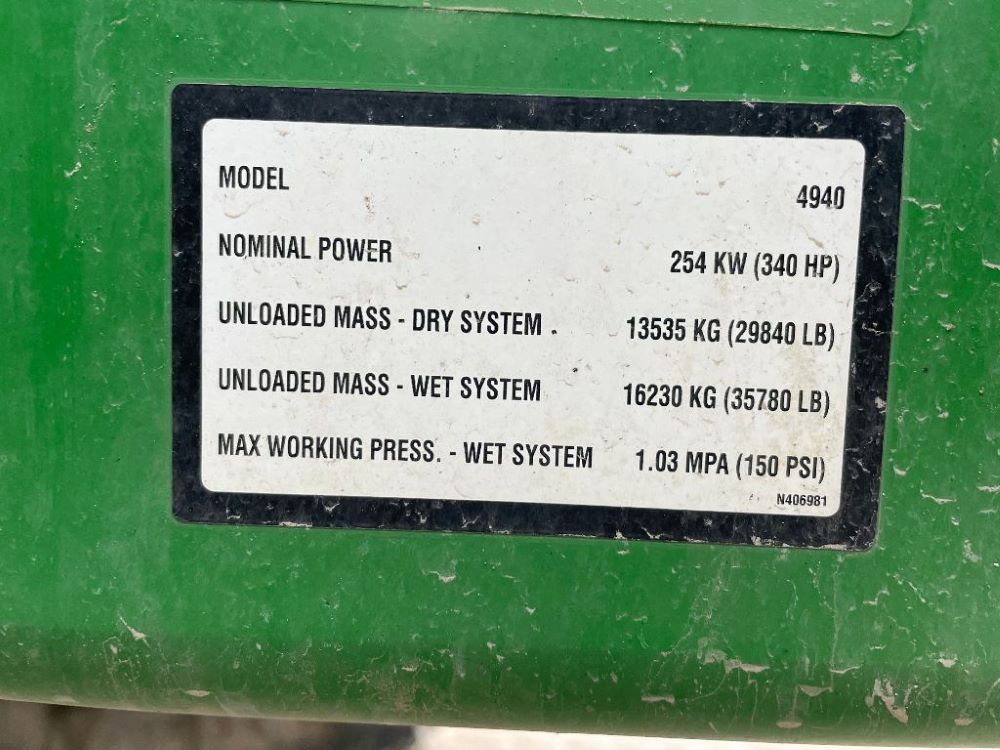 MODEL 4940
NOMINAL POWER 254 KW (340 HP)
UNLOADED MASS - DRY SYSTEM . 13535 KG (29840 LB)
UNLOADED MASS - WET SYSTEM 16230 KG (35780 LB)
MAX WORKING PRESS. - WET SYSTEM 1.03 MPA (150 PSI)
N406981